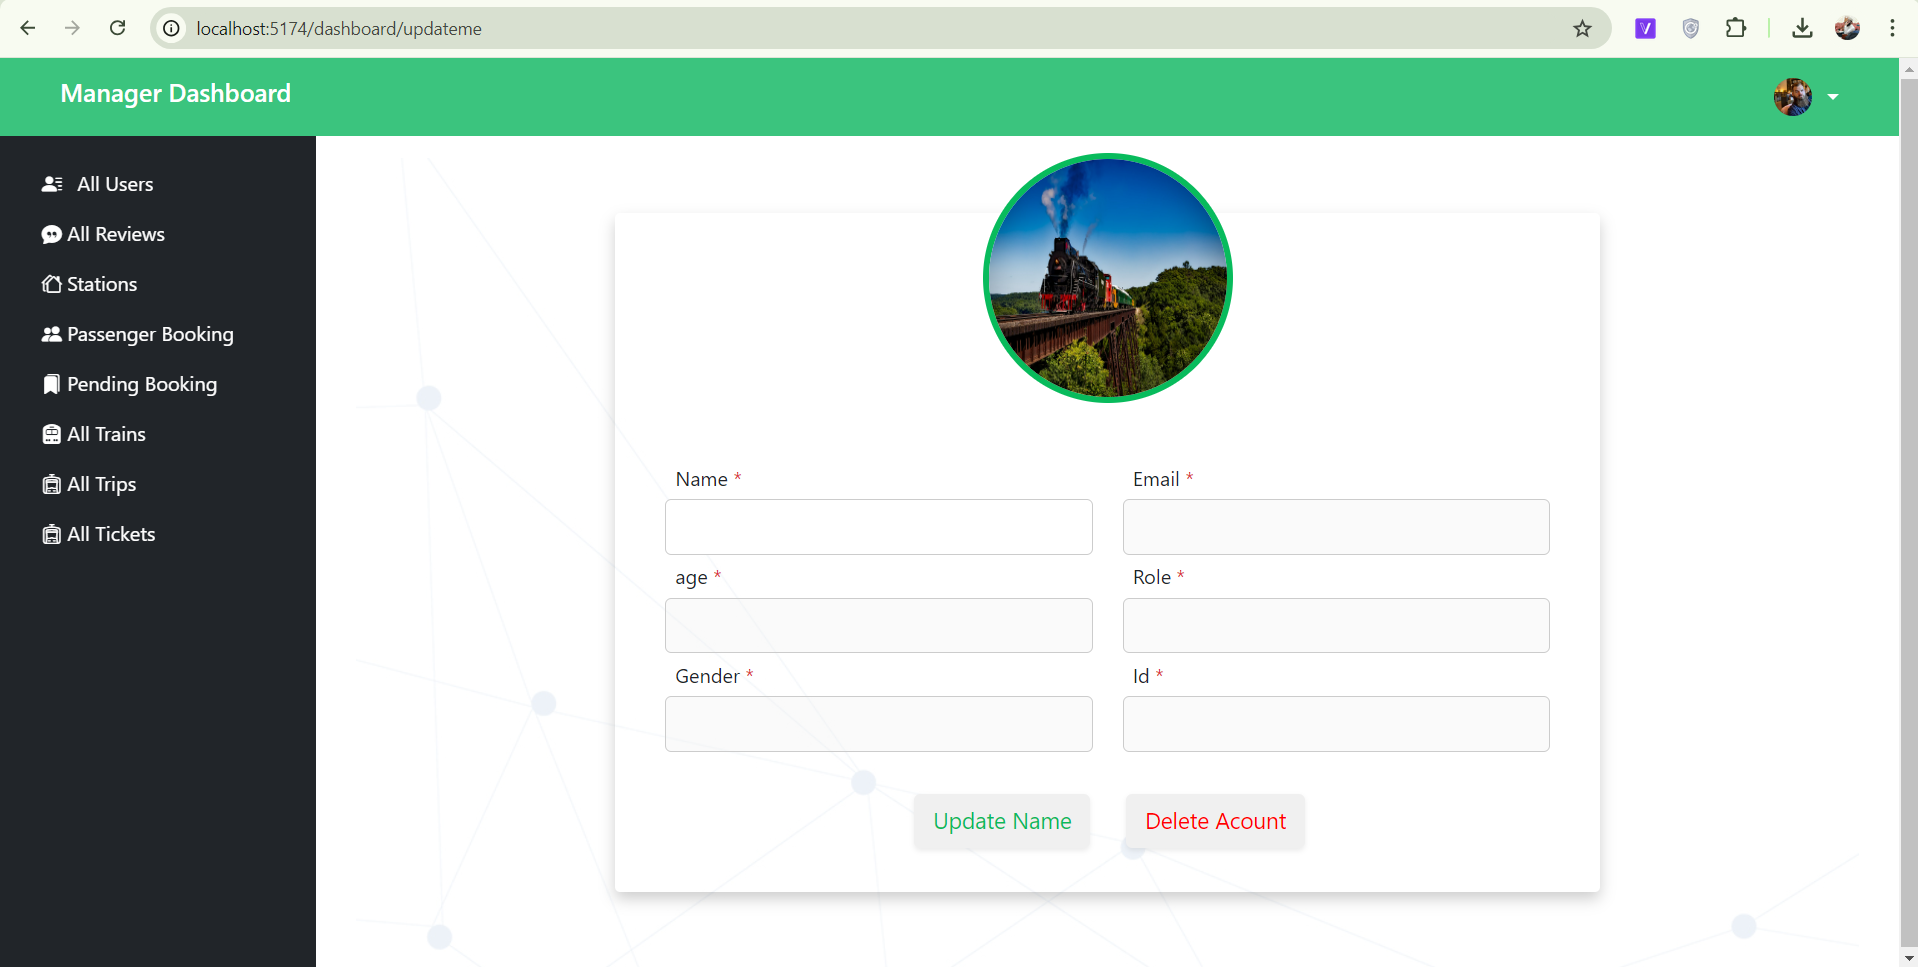 localhost:5174/dashboard/updateme
Manager Dashboard
All Users
All Reviews
Stations
Passenger Booking
Pending Booking
All Trains
All Trips
All Tickets
Name *
Email *
age *
Role *
Gender *
Id *
Update Name
Delete Acount